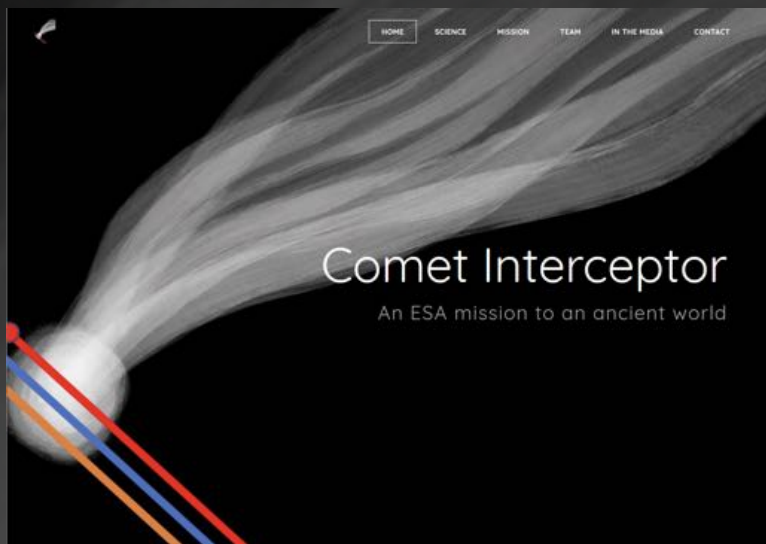 HOME SCIENCE MISSION TEAM IN THE MEDIA CONTACT
Comet Interceptor
An ESA mission to an ancient world